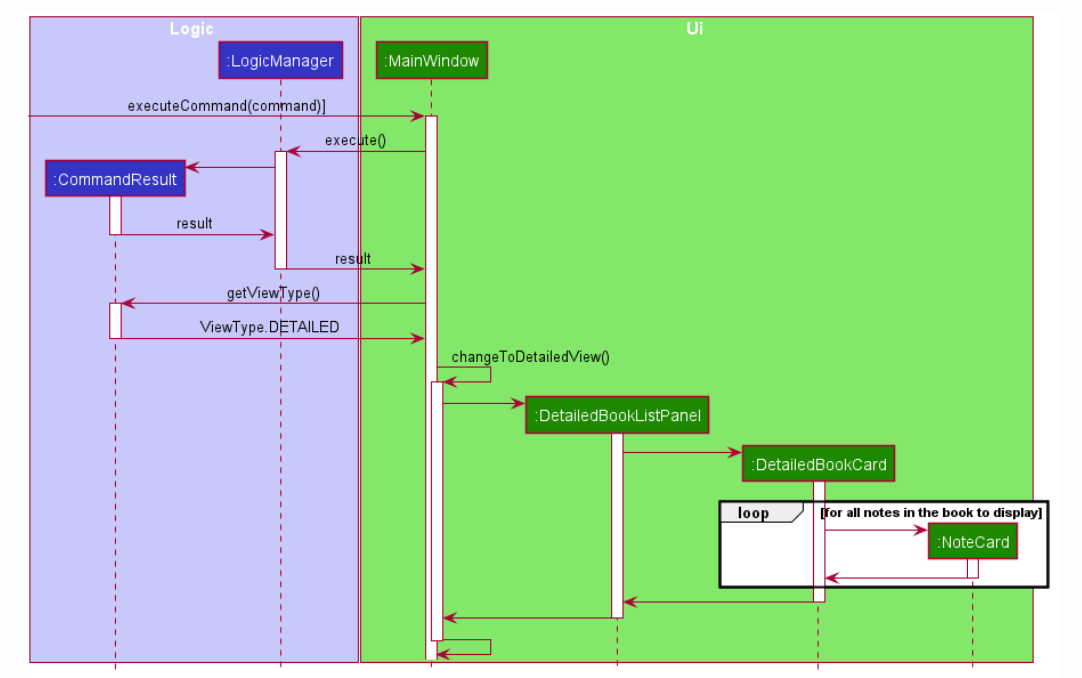 Logic
Ui
:LogicManager
:MainWindow
executeCommand(command)]
execute()
:CommandResult
result
result
getViewType()
ViewType.DETAILED
changeToDetailedView()
:DetailedBookListPanel
:DetailedBookCard
loop
[for all notes in the book to display]
:NoteCard